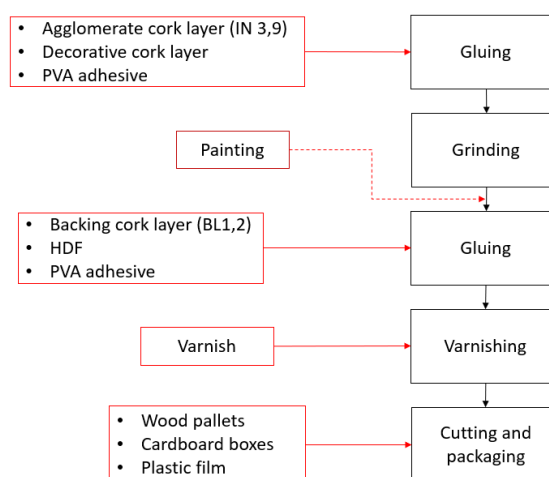 • Agglomerate cork layer (IN 3,9)
• Decorative cork layer
• PVA adhesive
Gluing
Painting
Grinding
• Backing cork layer (BL1,2)
• HDF
• PVA adhesive
Gluing
Varnish
Varnishing
• Wood pallets
• Cardboard boxes
• Plastic film
Cutting and
packaging